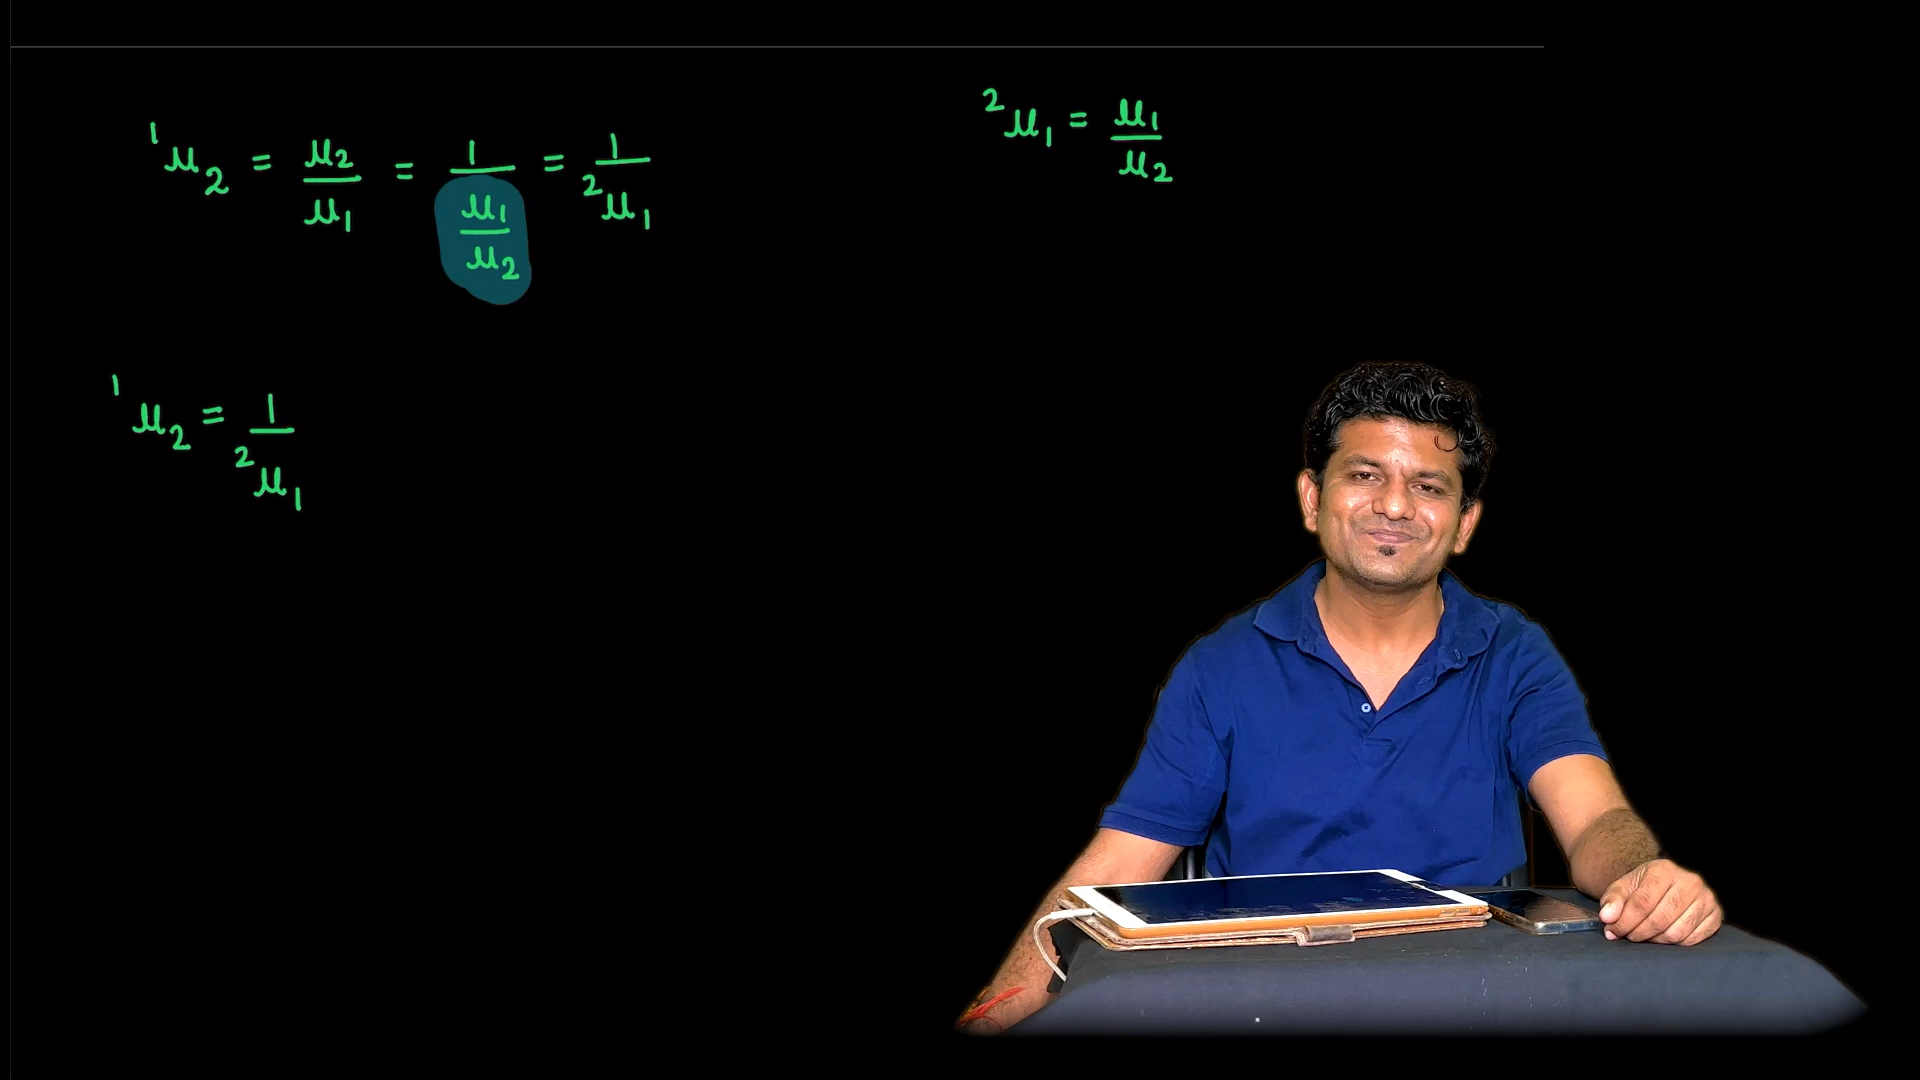 ¹μ₂ = μ₂/μ₁ = 1/(μ₁/μ₂) = 1/²μ₁
²μ₁ = μ₁/μ₂
¹μ₂ = 1/²μ₁